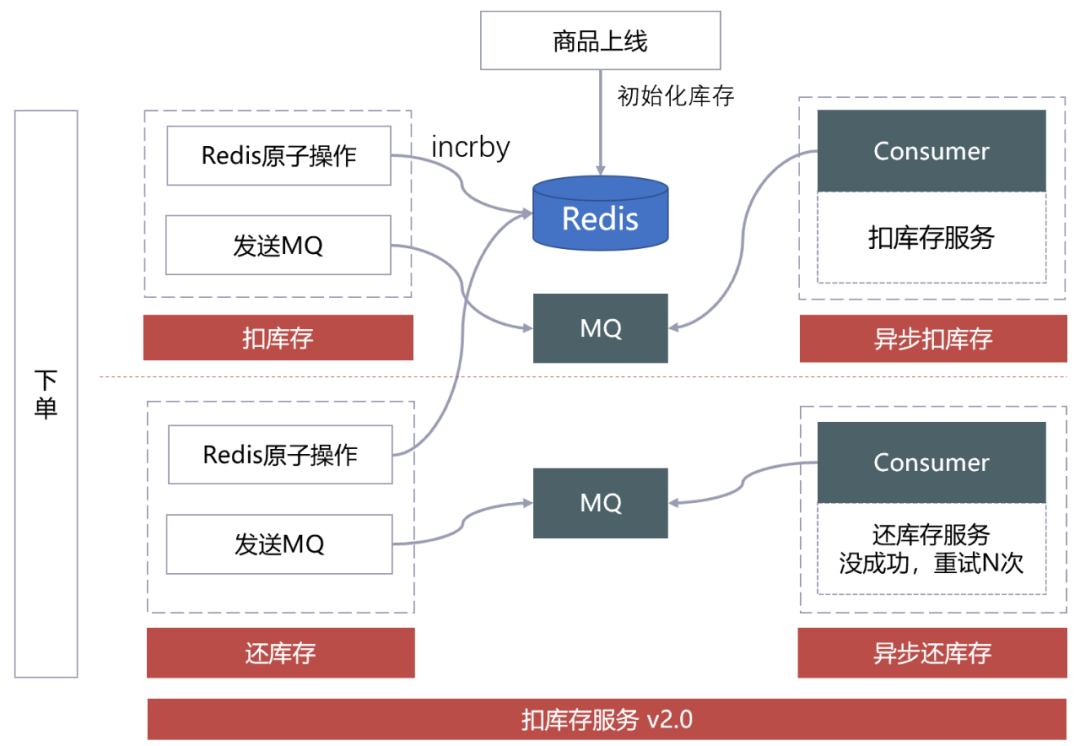 商品上线
初始化库存
下单
Redis原子操作
incrby
Redis
发送MQ
MQ
Consumer
扣库存服务
扣库存
异步扣库存
Redis原子操作
发送MQ
MQ
Consumer
还库存服务
没成功，重试N次
还库存
异步还库存
扣库存服务 v2.0